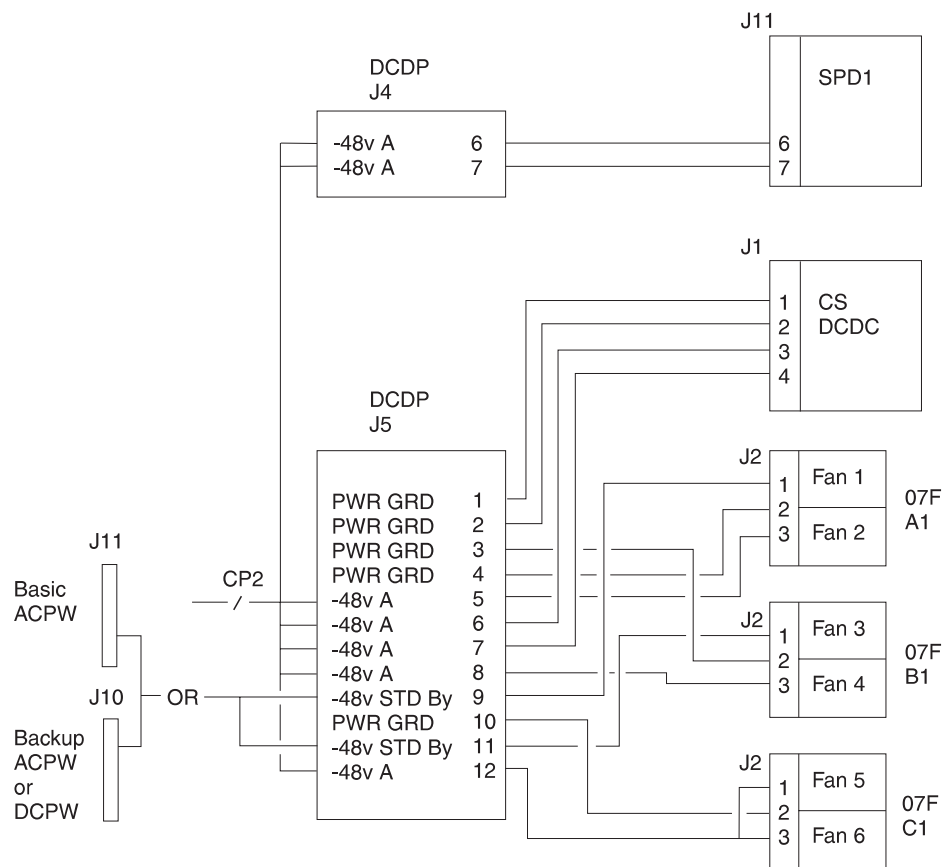 J11
SPD1
6
7
DCDP
J4
-48v A 6
-48v A 7
J1
1
2
3
4
CS
DCDC
DCDP
J5
PWR GRD 1
PWR GRD 2
PWR GRD 3
PWR GRD 4
-48v A 5
-48v A 6
-48v A 7
-48v A 8
-48v STD By 9
PWR GRD 10
-48v STD By 11
-48v A 12
J2
1
2
3
Fan 1
Fan 2
07F
A1
J2
1
2
3
Fan 3
Fan 4
07F
B1
J2
1
2
3
Fan 5
Fan 6
07F
C1
CP2
J11
Basic
ACPW
J10
OR
Backup
ACPW
or
DCPW